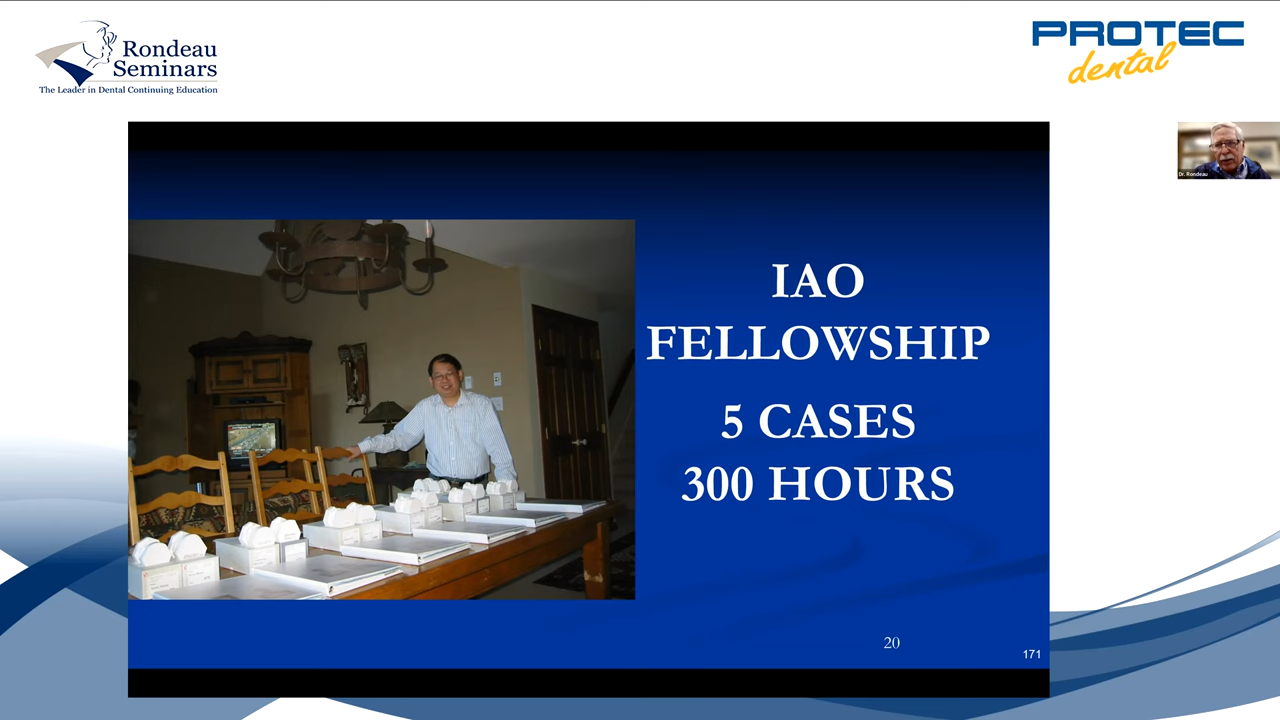 Rondeau
Seminars
The Leader in Dental Continuing Education
PROTEC
dental
Dr. Rondeau
IAO
FELLOWSHIP
5 CASES
300 HOURS
20
171